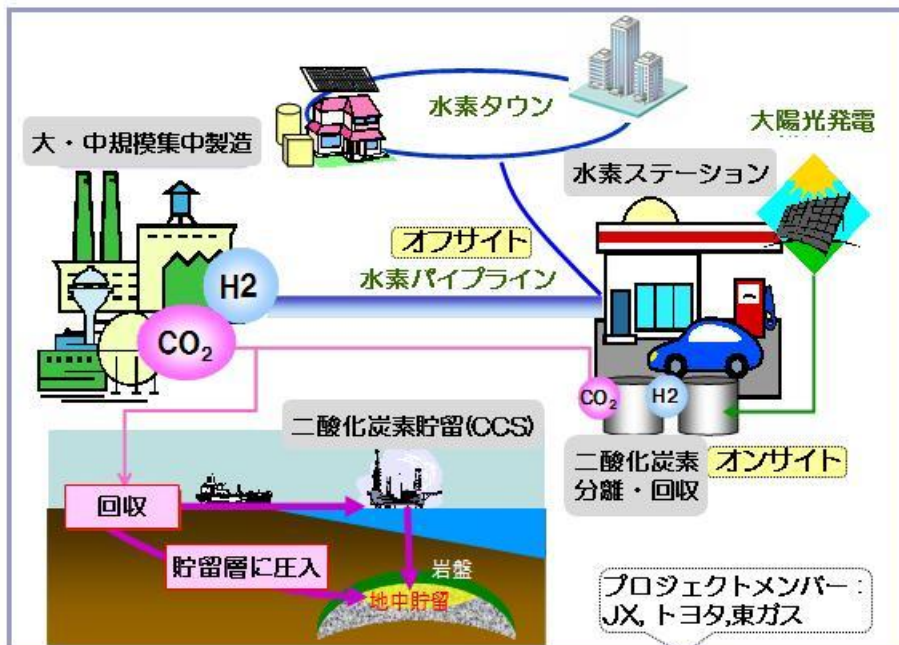 水素タウン
大・中規模集中製造
大陽光発電
水素ステーション
オフサイト
水素パイプライン
H2
CO₂
CO₂
H2
二酸化炭素貯留(CCS)
二酸化炭素
分離・回収
オンサイト
回収
貯留層に圧入
岩盤
地中貯留
プロジェクトメンバー:
JX, トヨタ,東ガス